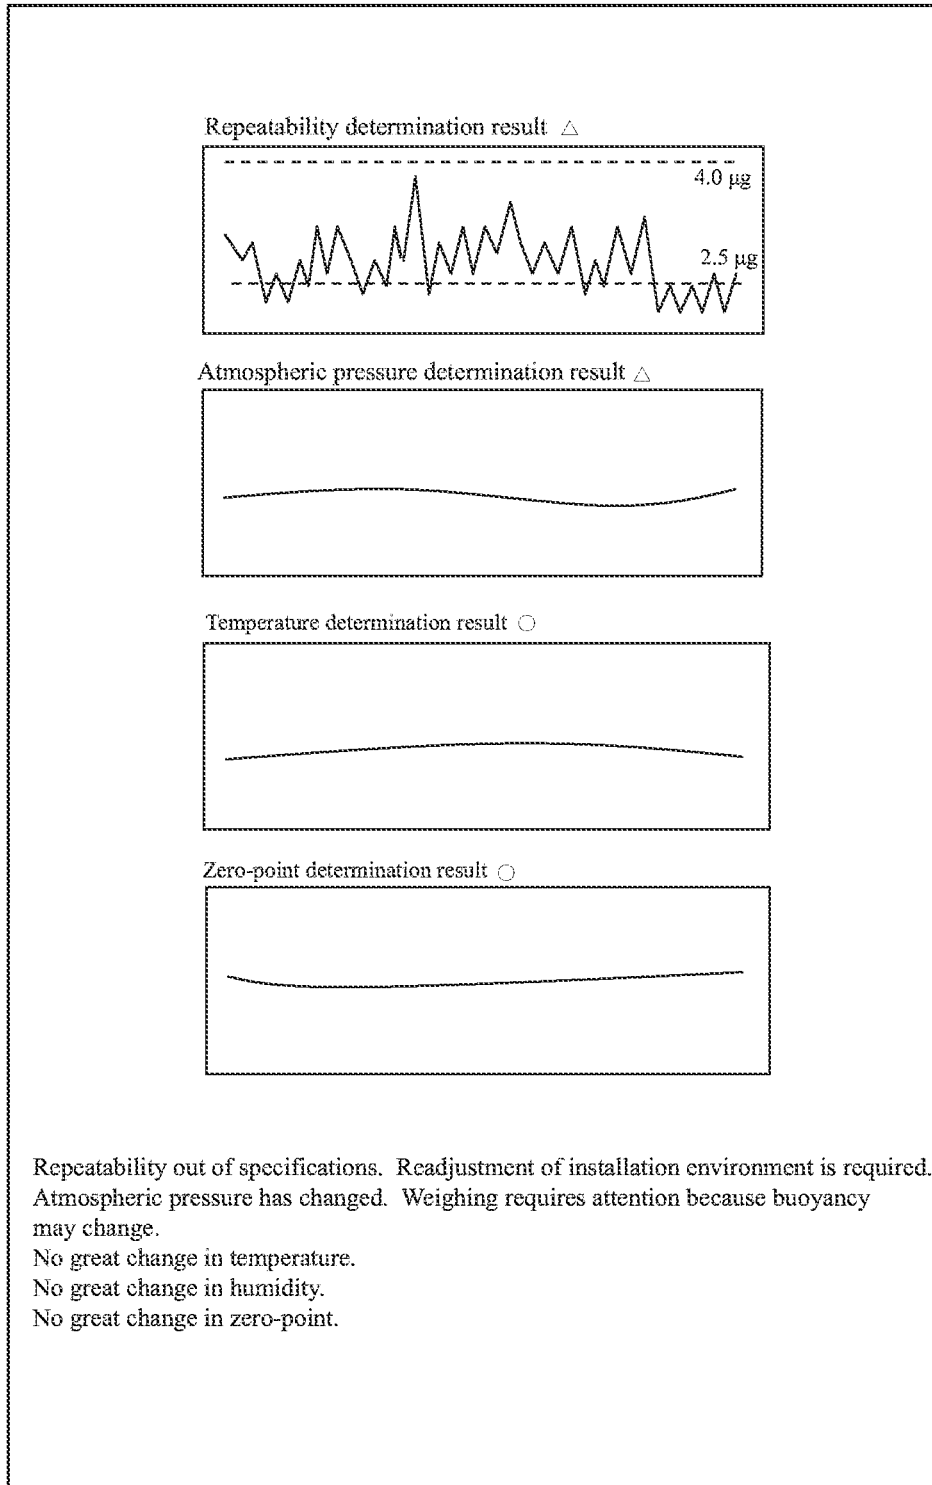 Repeatability determination result △
4.0 μg
2.5 μg
Atmospheric pressure determination result △
Temperature determination result ○
Zero-point determination result ○
Repeatability out of specifications. Readjustment of installation environment is required.
Atmospheric pressure has changed. Weighing requires attention because buoyancy
may change.
No great change in temperature.
No great change in humidity.
No great change in zero-point.